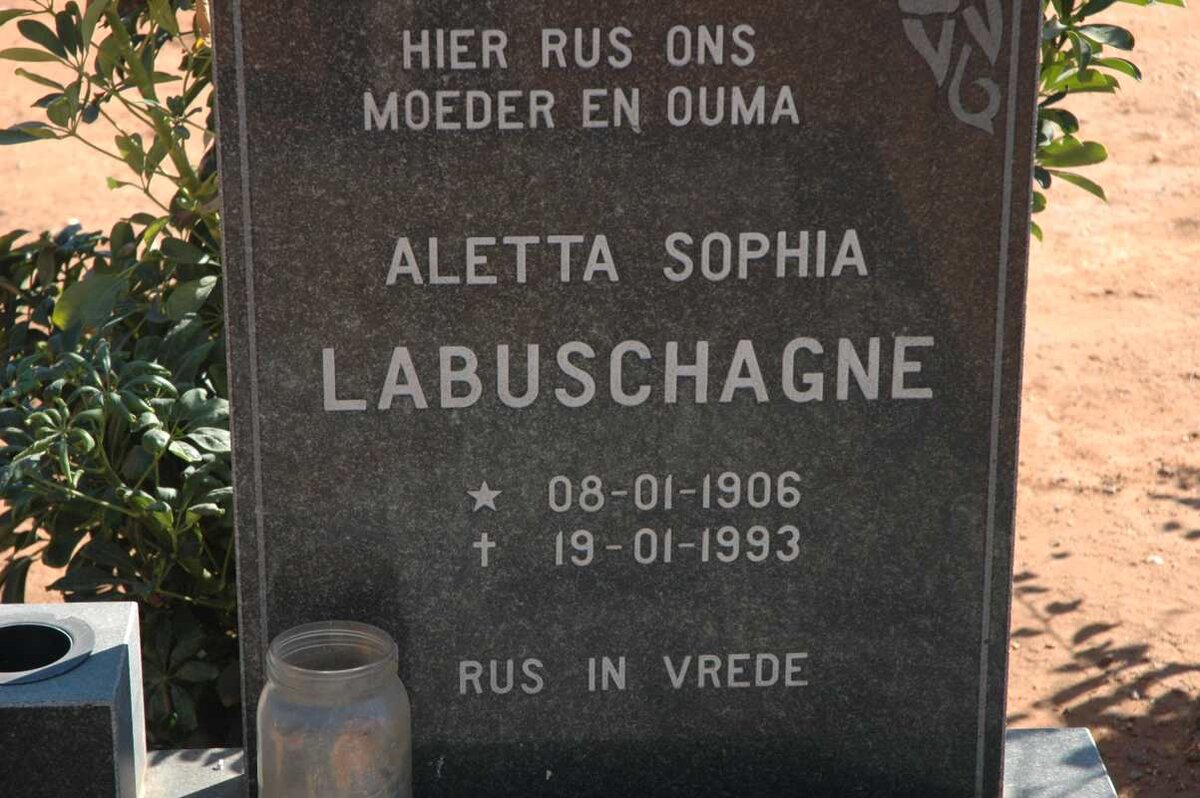 HIER RUS ONS
MOEDER EN OUMA
ALETTA SOPHIA
LABUSCHAGNE
★ 08-01-1906
✝ 19-01-1993
RUS IN VREDE